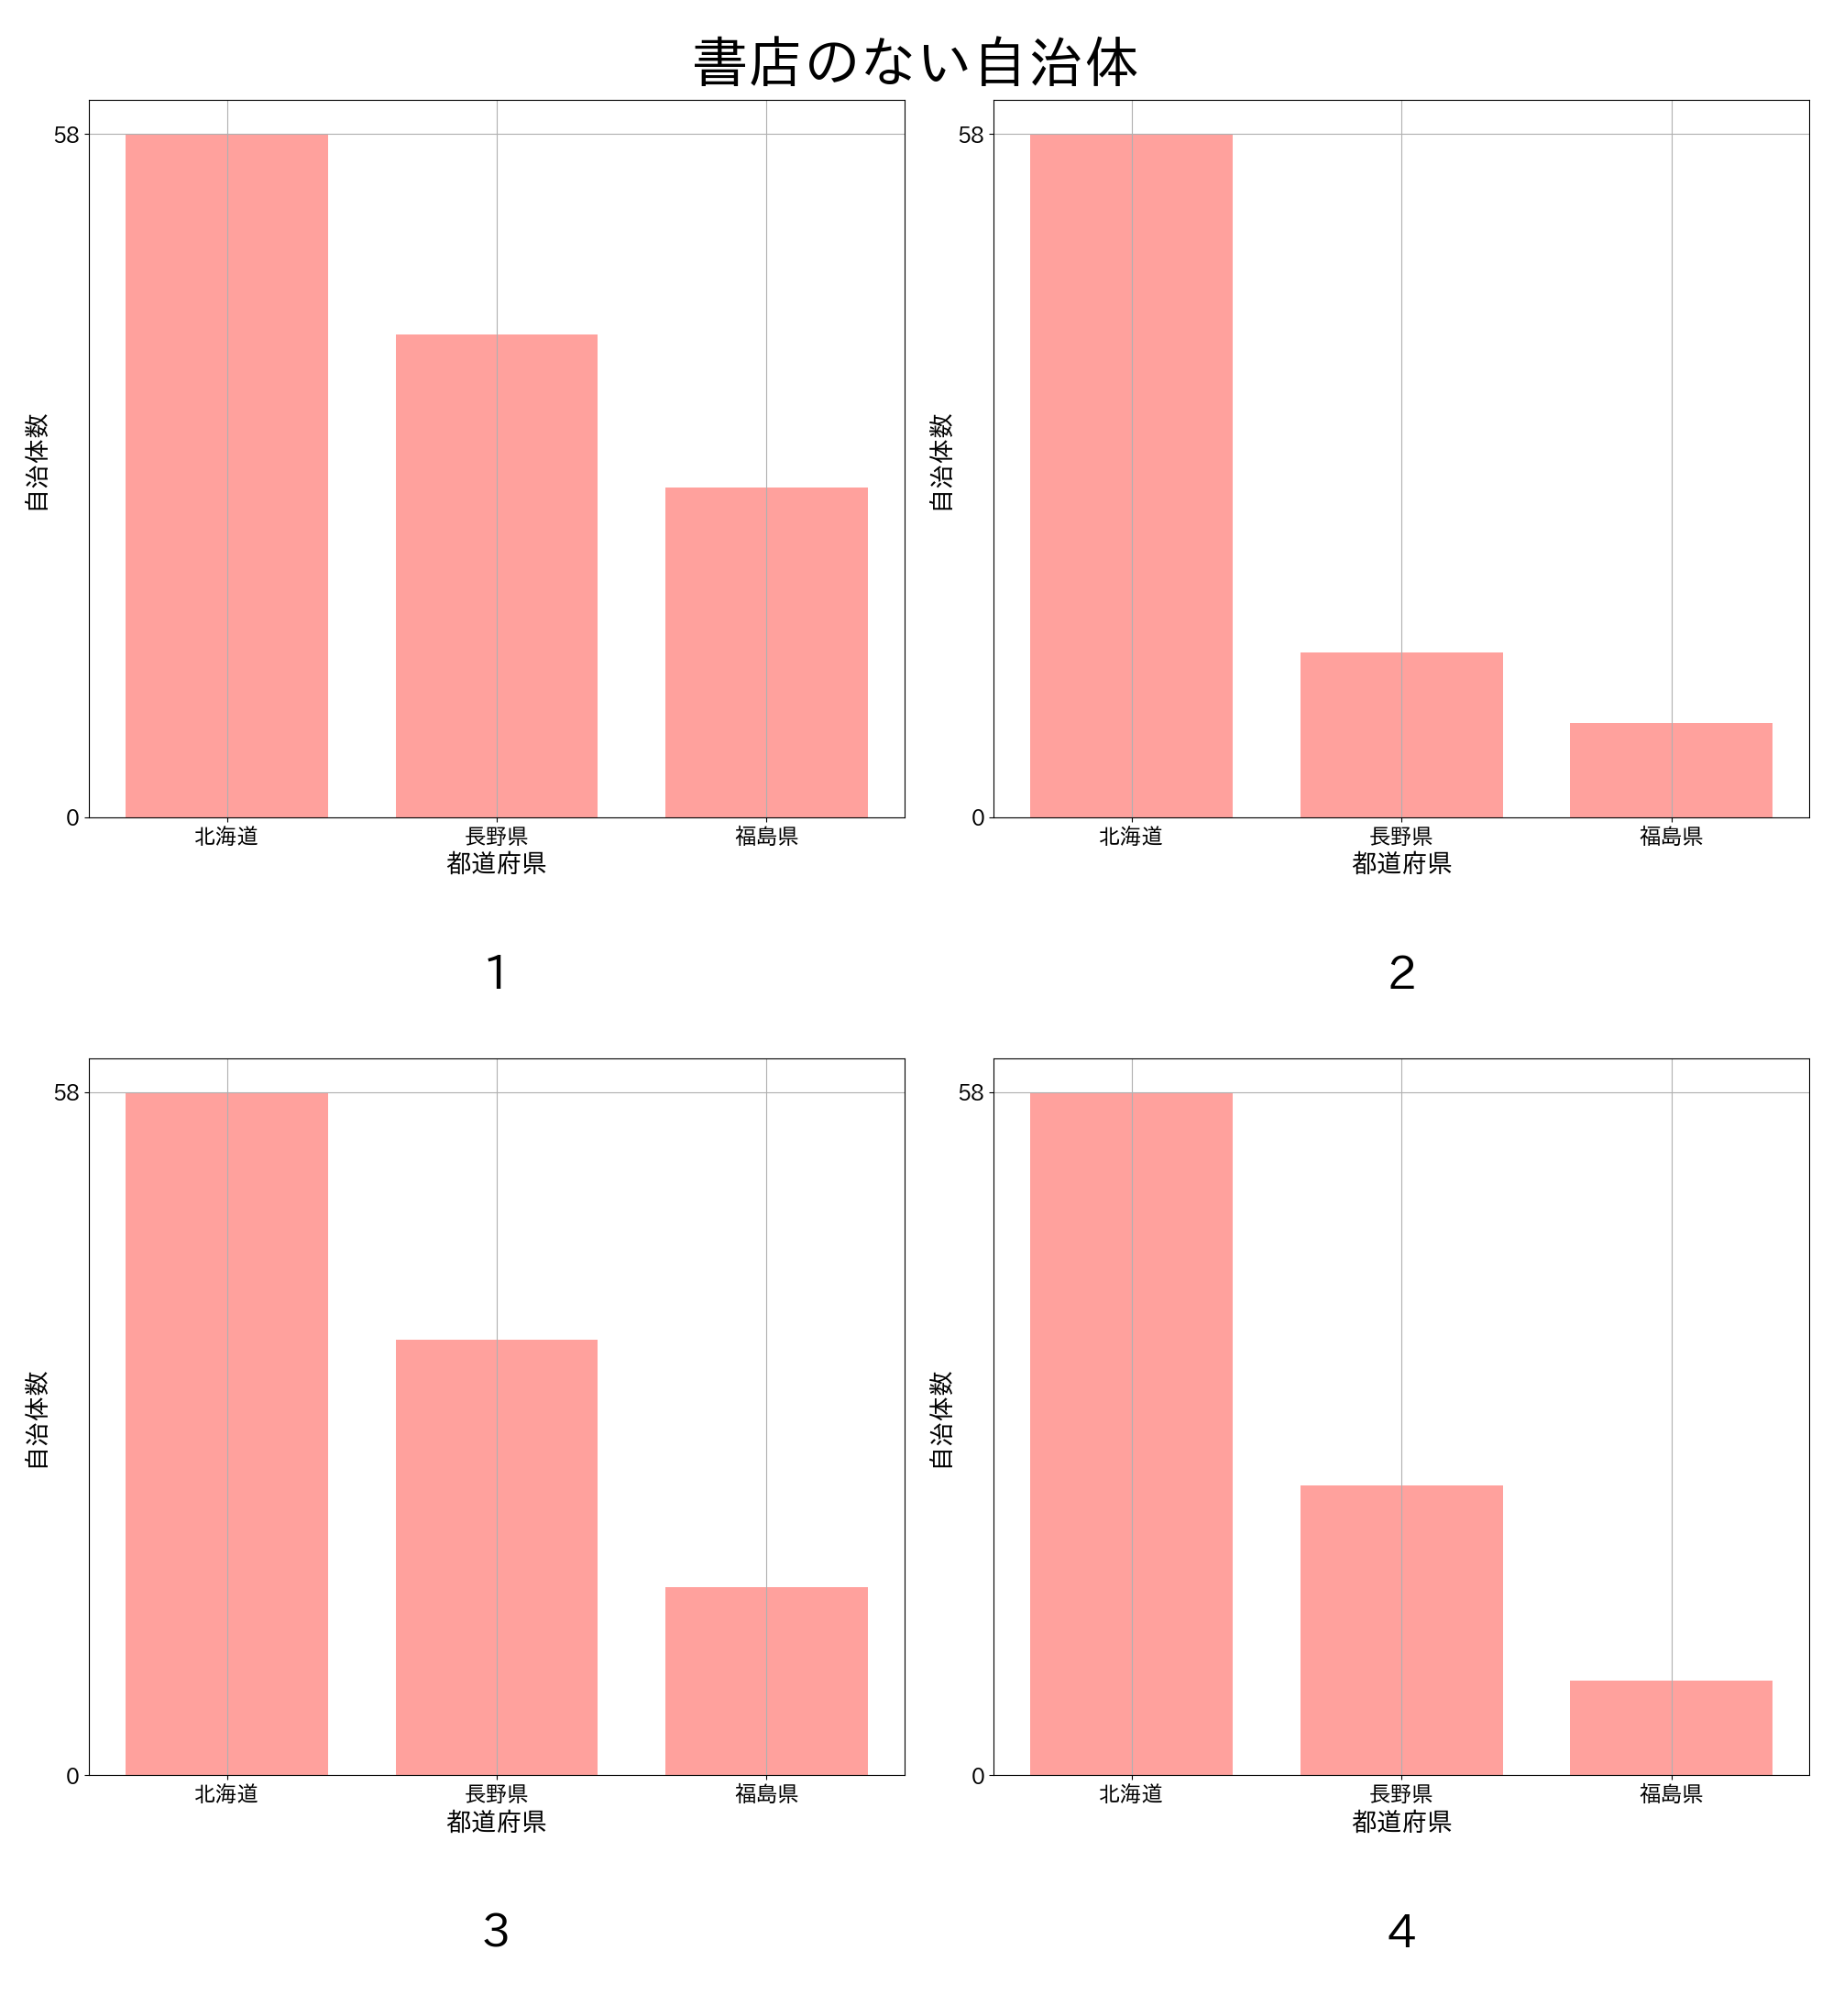 書店のない自治体
58
0
自治体数
北海道 長野県 福島県
都道府県
1
58
0
自治体数
北海道 長野県 福島県
都道府県
2
58
0
自治体数
北海道 長野県 福島県
都道府県
3
58
0
自治体数
北海道 長野県 福島県
都道府県
4